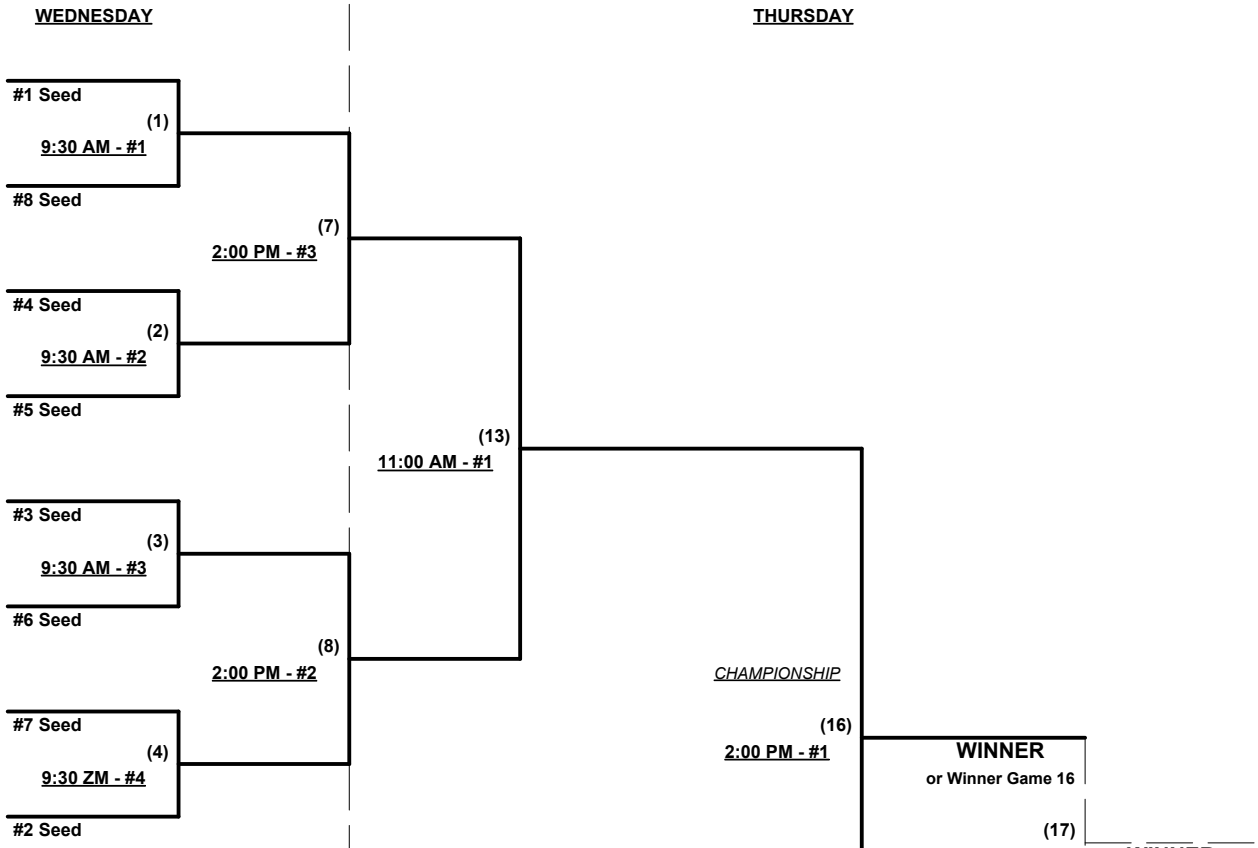 WEDNESDAY
THURSDAY
#1 Seed
(1)
9:30 AM - #1
#8 Seed
(7)
2:00 PM - #3
#4 Seed
(2)
9:30 AM - #2
#5 Seed
(13)
11:00 AM - #1
#3 Seed
(3)
9:30 AM - #3
#6 Seed
(8)
2:00 PM - #2
CHAMPIONSHIP
#7 Seed
(16)
(4)
2:00 PM - #1
WINNER
9:30 ZM - #4
or Winner Game 16
#2 Seed
(17)
WINNER